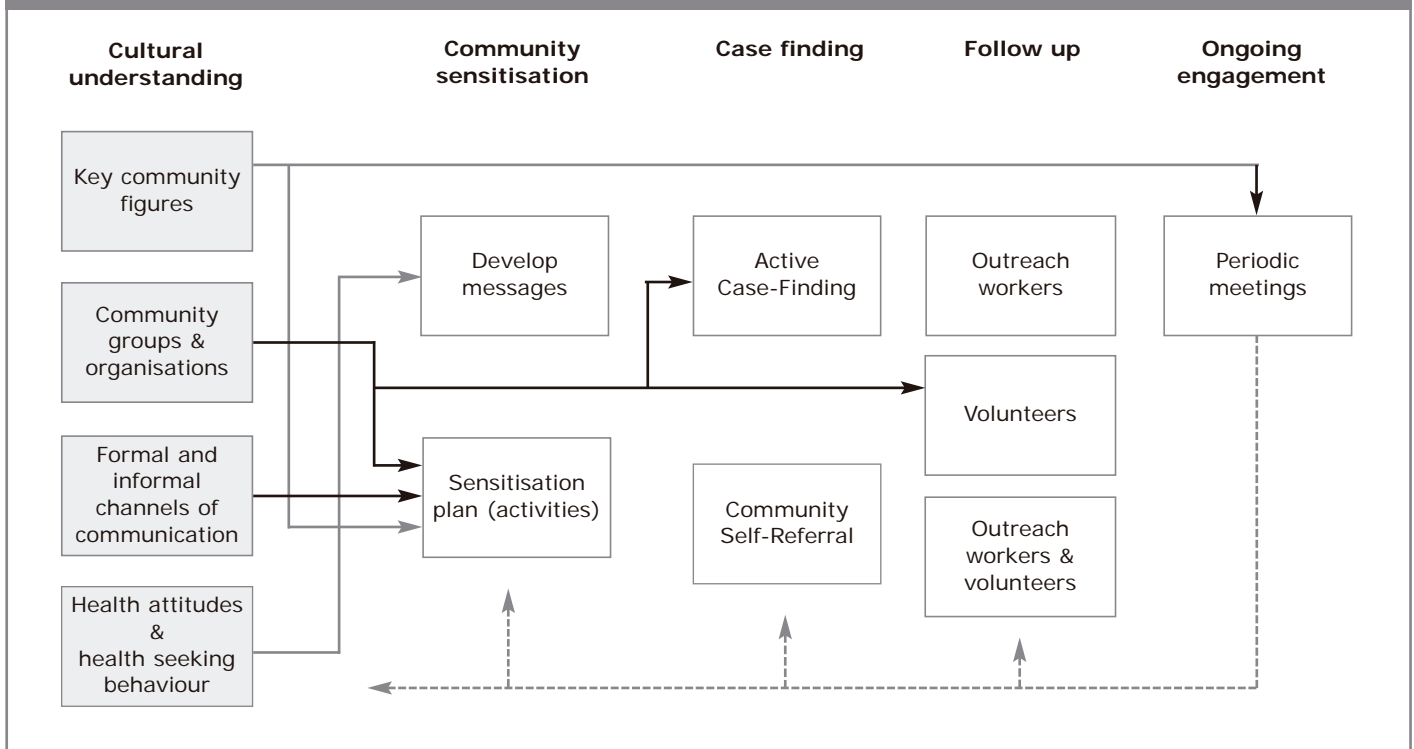 Cultural
understanding
Community
sensitisation
Case finding
Follow up
Ongoing
engagement
Key community
figures
Community
groups &
organisations
Formal and
informal
channels of
communication
Health attitudes
&
health seeking
behaviour
Develop
messages
Sensitisation
plan (activities)
Active
Case-Finding
Community
Self-Referral
Outreach
workers
Volunteers
Outreach
workers &
volunteers
Periodic
meetings